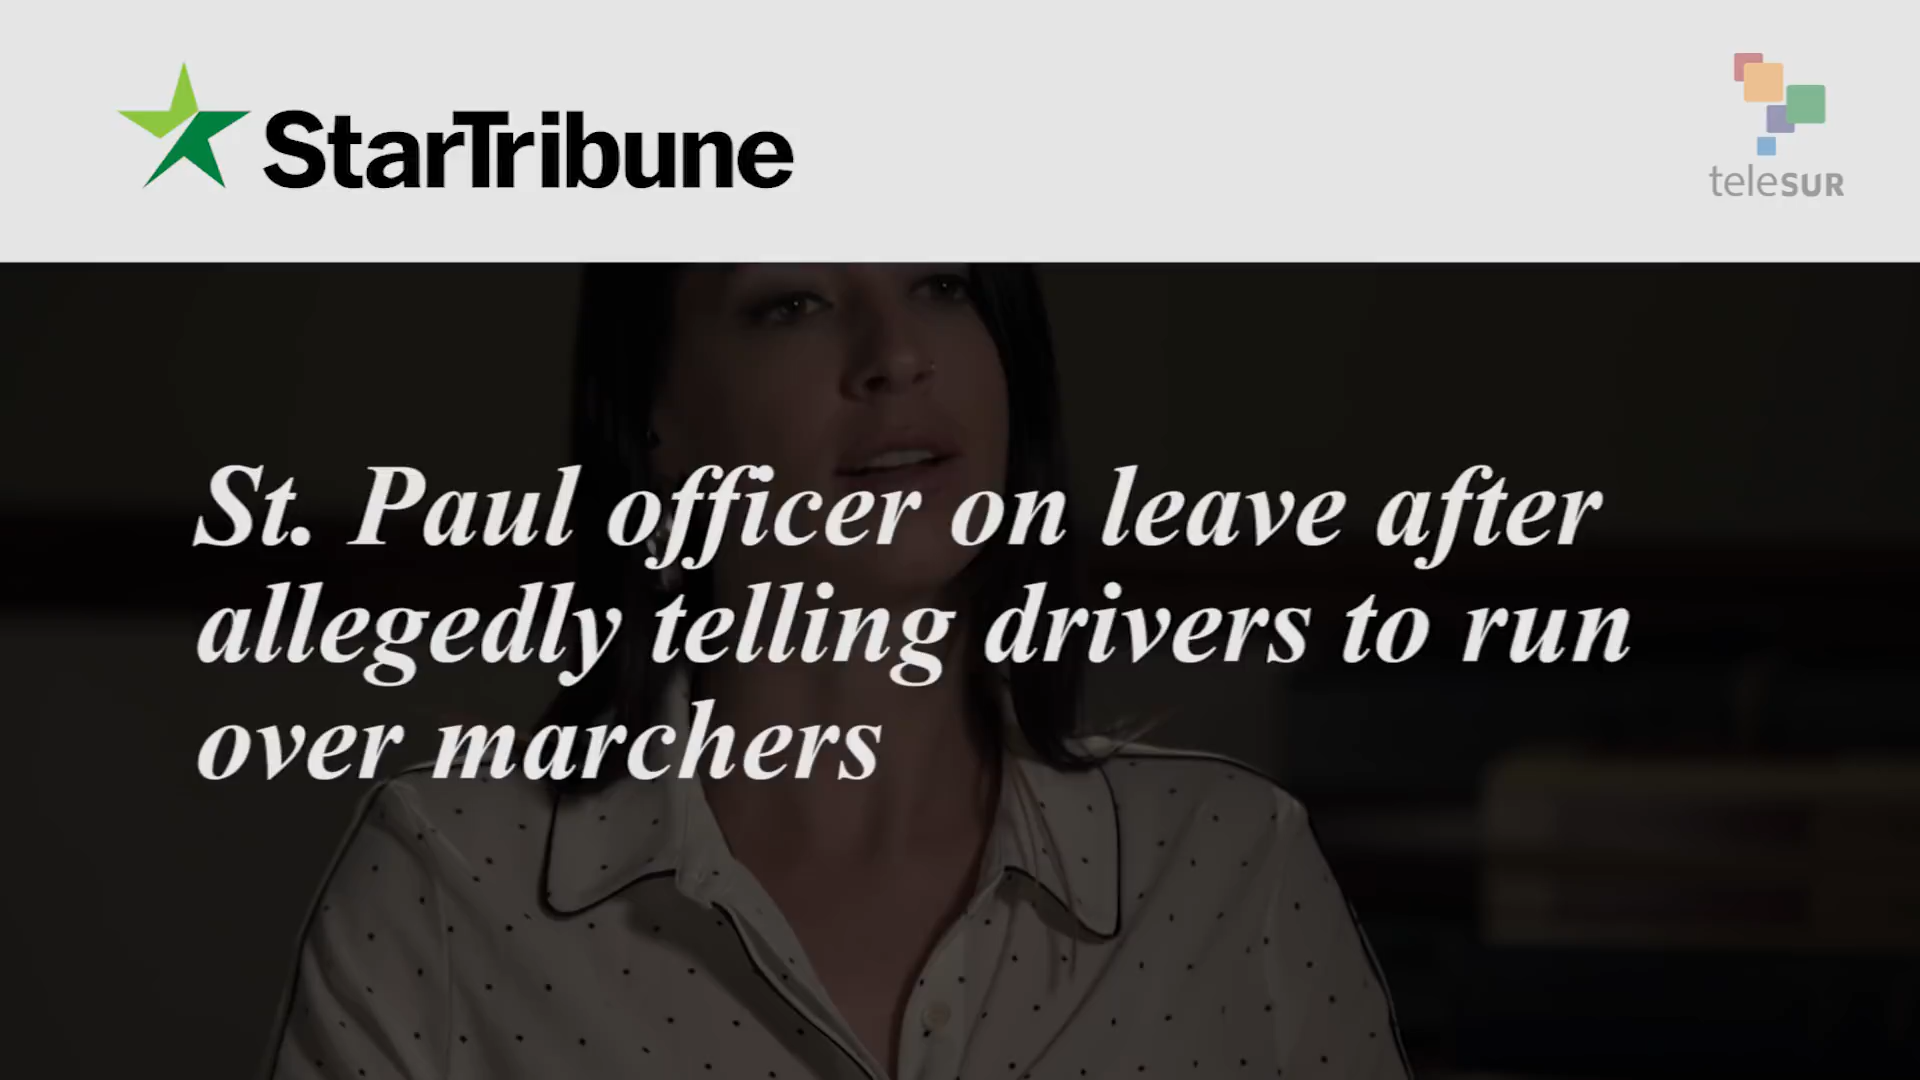 StarTribune
teleSUR
St. Paul officer on leave after
allegedly telling drivers to run
over marchers